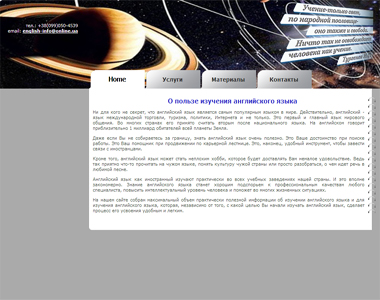 тел.: +38(099)050-4539
email: english-info@online.ua
Учение-только свет,
по народной пословице -
оно также и свобода.
Ничто так не освобождает
человека как учение.
Home
Услуги
Материалы
Контакты
О пользе изучения английского языка
Ни для кого не секрет, что английский язык является самым популярным языком в мире. Действительно, английский -
язык международной торговли, туризма, политики, Интернета и не только. Это первый и главный язык мирового
общения. Во многих странах его принято считать вторым после национального языка. На английском говорит
приблизительно 1 миллиард обитателей всей планеты Земля.
Даже если Вы не собираетесь за границу, знать английский язык очень полезно. Это Ваше достоинство при поиске
работы. Это Ваш помощник при продвижении по карьерной лестнице. Это, наконец, удобный инструмент, чтобы завести
связи с иностранцами.
Кроме того, английский язык может стать неплохим хобби, которое будет доставлять Вам немалое удовольствие. Ведь
так приятно что-то прочитать на чужом языке, понять культуру чужой страны или просто разобраться, о чем идет речь в
любимой песне.
Английский язык как иностранный изучают практически во всех учебных заведениях нашей страны. И это вполне
закономерно. Знание английского языка станет хорошим подспорьем к профессиональным качествам любого
специалиста, повысить интеллектуальный уровень человека и поможет во многих жизненных ситуациях.
На нашем сайте собран максимальный объем практически полезной информации об изучении английского языка и для
изучения английского языка, которая, независимо от того, с какой целью Вы начали изучать английский язык, сделает
процесс его усвоения удобным и легким.